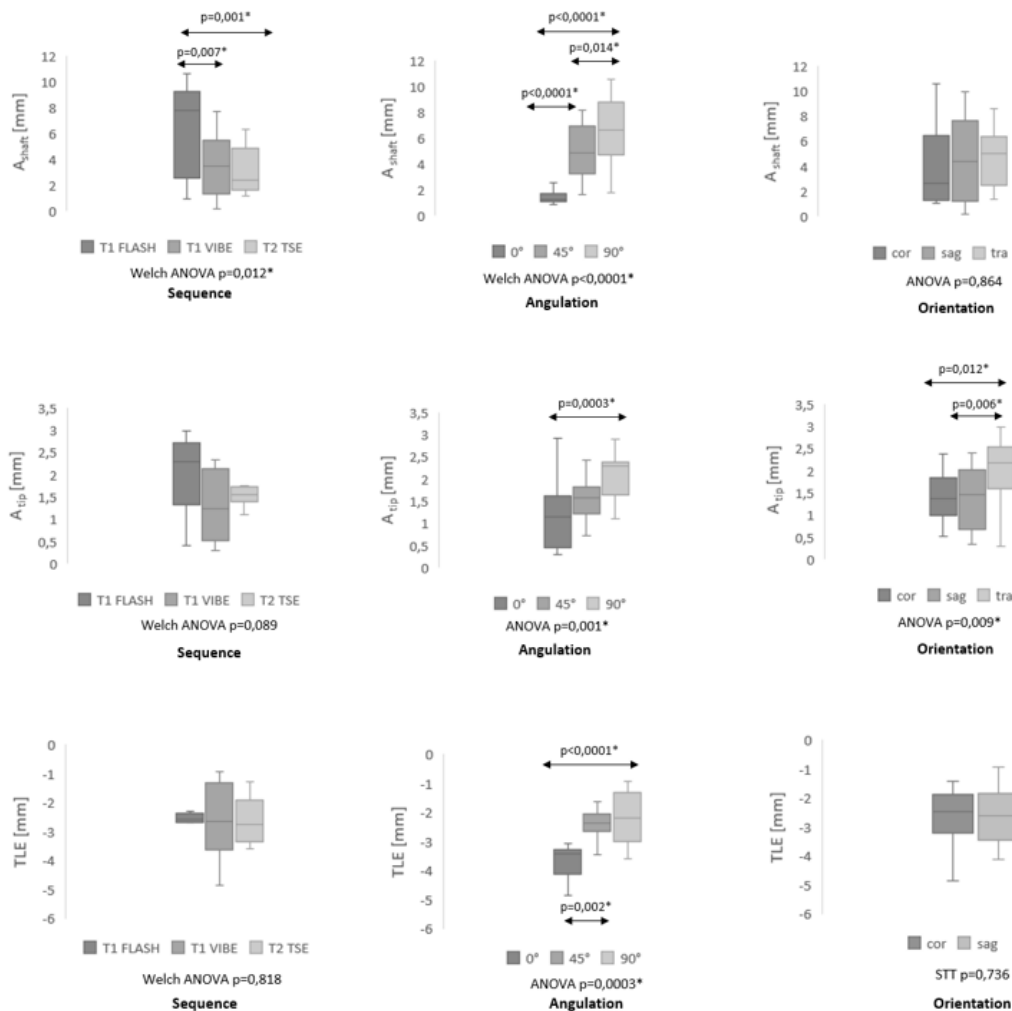 p=0,001*
p=0,007*
A shaft [mm]
12
10
8
6
4
2
0
T1 FLASH T1 VIBE T2 TSE
Welch ANOVA p=0,012*
Sequence
p<0,0001*
p=0,014*
p<0,0001*
A shaft [mm]
12
10
8
6
4
2
0
0° 45° 90°
Welch ANOVA p<0,0001*
Angulation
A shaft [mm]
12
10
8
6
4
2
0
cor sag tra
ANOVA p=0,864
Orientation
A tip [mm]
3,5
3
2,5
2
1,5
1
0,5
0
T1 FLASH T1 VIBE T2 TSE
Welch ANOVA p=0,089
Sequence
p=0,0003*
A tip [mm]
3,5
3
2,5
2
1,5
1
0,5
0
0° 45° 90°
ANOVA p=0,001*
Angulation
p=0,012*
p=0,006*
A tip [mm]
3,5
3
2,5
2
1,5
1
0,5
0
cor sag tra
ANOVA p=0,009*
Orientation
TLE [mm]
0
-1
-2
-3
-4
-5
-6
T1 FLASH T1 VIBE T2 TSE
Welch ANOVA p=0,818
Sequence
p<0,0001*
TLE [mm]
0
-1
-2
-3
-4
-5
-6
p=0,002*
0° 45° 90°
ANOVA p=0,0003*
Angulation
TLE [mm]
0
-1
-2
-3
-4
-5
-6
cor sag
STT p=0,736
Orientation